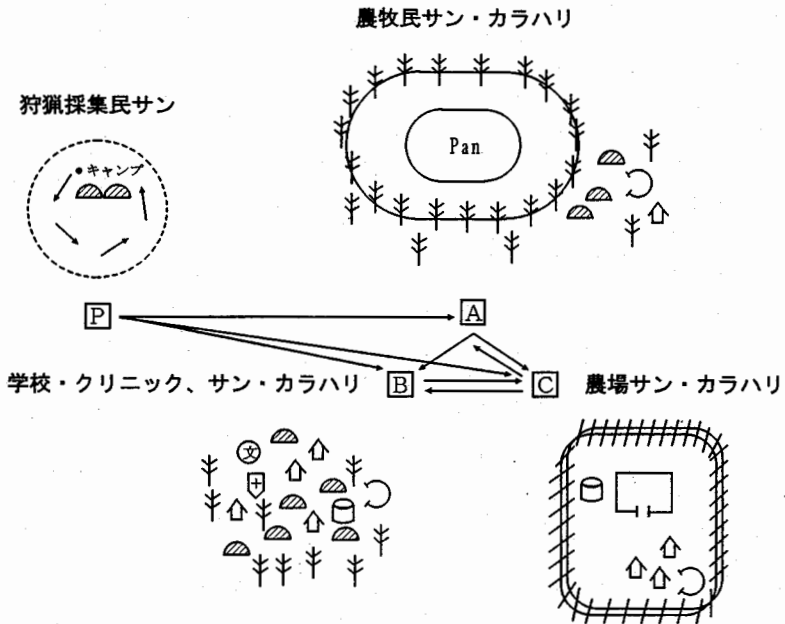 農牧民サン・カラハリ
狩猟採集民サン
・キャンプ
Pan
P
A
学校・クリニック、サン・カラハリ
B
C
農場サン・カラハリ
文